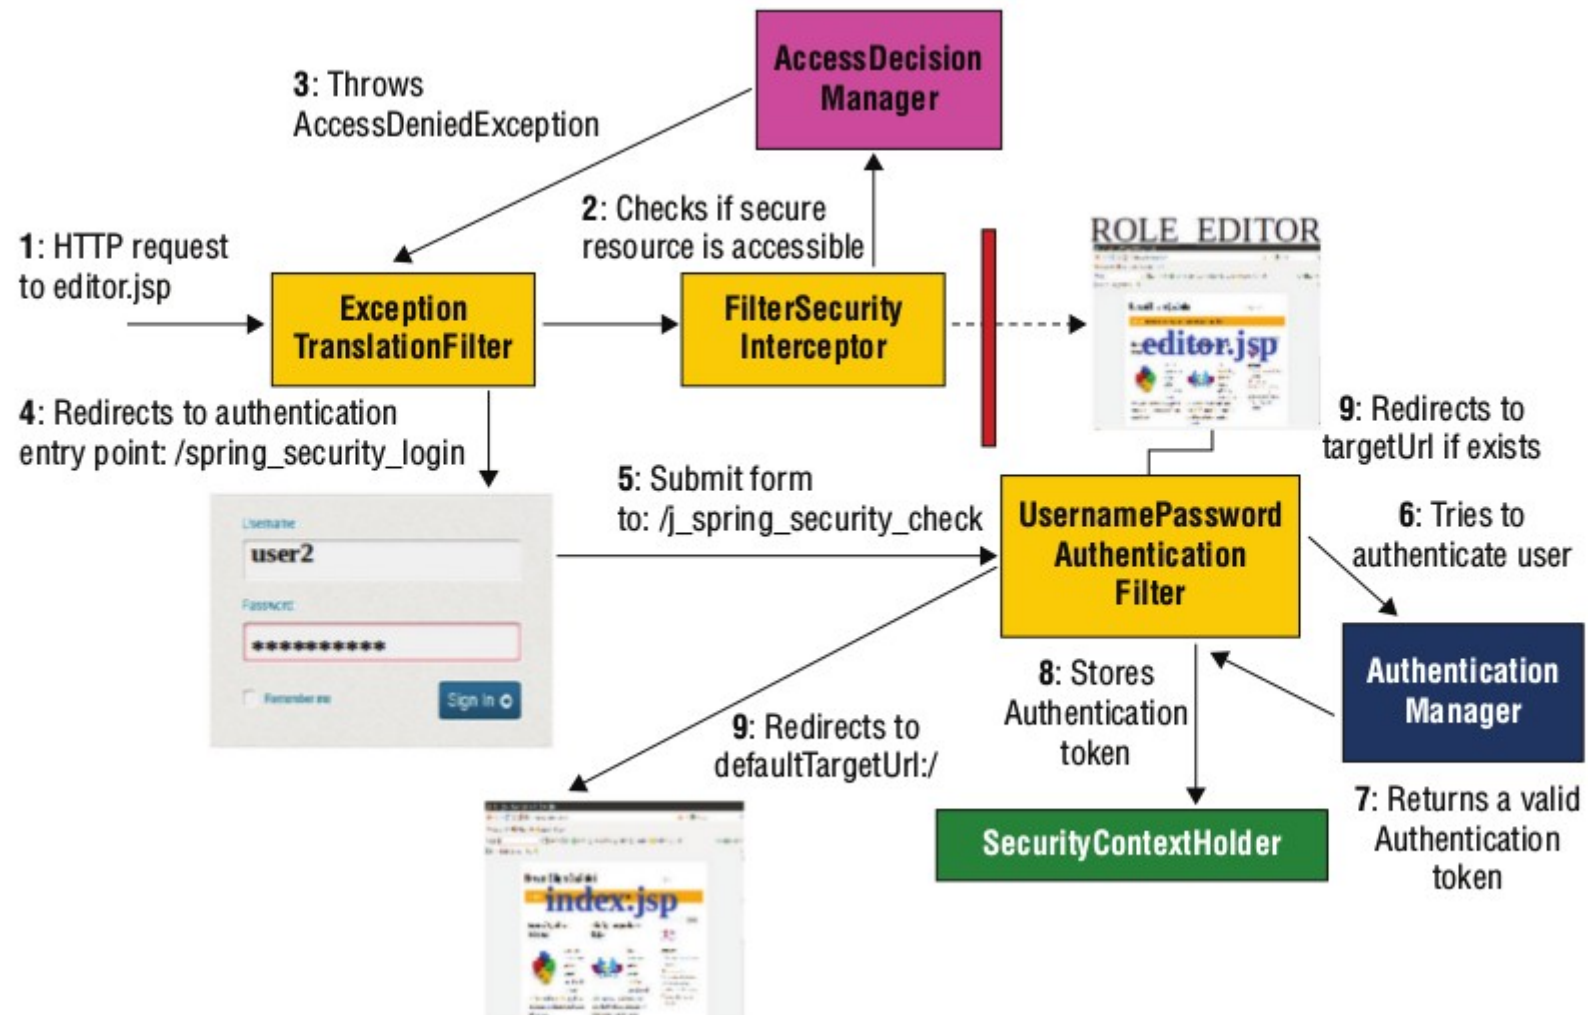 AccessDecision
Manager
3: Throws
AccessDeniedException
2: Checks if secure
resource is accessible
1: HTTP request
to editor.jsp
ROLE_EDITOR
Exception
TranslationFilter
FilterSecurity
Interceptor
editor.jsp
4: Redirects to authentication
entry point: /spring_security_login
9: Redirects to
targetUrl if exists
5: Submit form
to: /j_spring_security_check
UsernamePassword
Authentication
Filter
6: Tries to
authenticate user
Username
user2
Password
**********
Remember me
Sign In
8: Stores
Authentication
token
Authentication
Manager
9: Redirects to
defaultTargetUrl:/
7: Returns a valid
Authentication
token
SecurityContextHolder
index.jsp